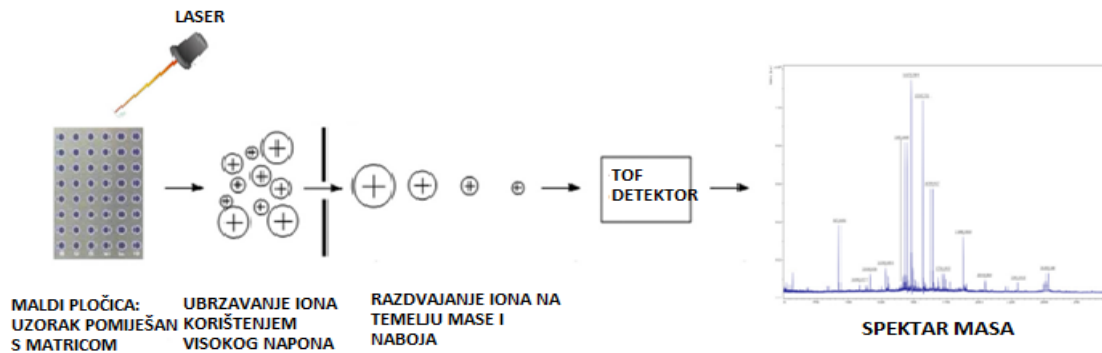 LASER
TOF
DETEKTOR
MALDI PLOČICA:
UZORAK POMIJEŠAN
S MATRICOM
UBRZAVANJE IONA
KORIŠTENJEM
VISOKOG NAPONA
RAZDVAJANJE IONA NA
TEMELJU MASE I
NABOJA
SPEKTAR MASA